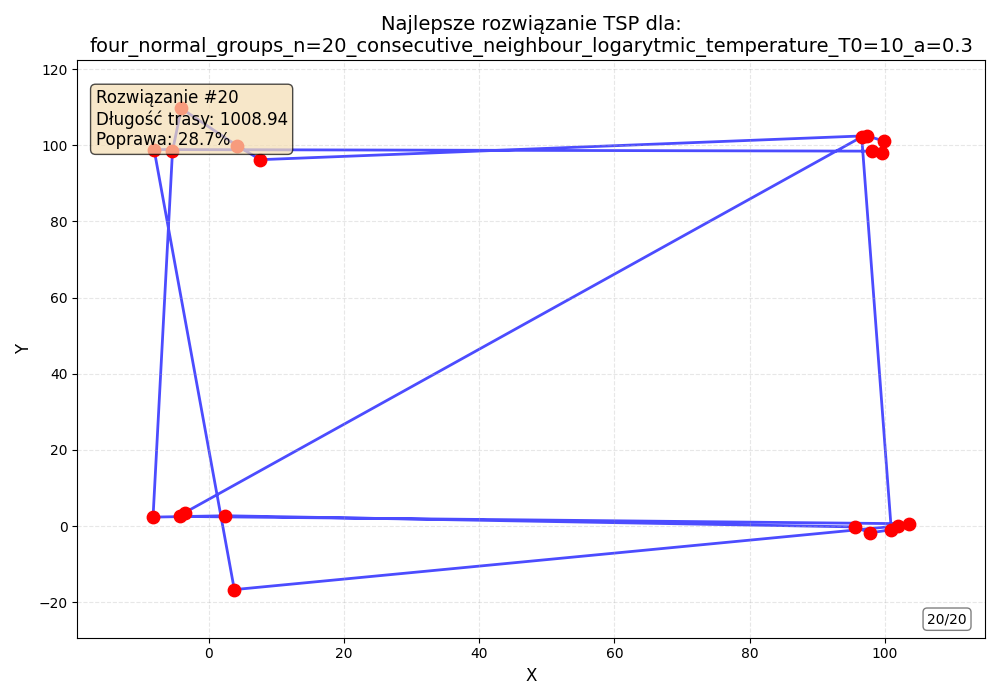 Najlepsze rozwiązanie TSP dla:
four_normal_groups_n=20_consecutive_neighbour_logarytmic_temperature_T0=10_a=0.3
Rozwiązanie #20
Długość trasy: 1008.94
Poprawa: 28.7%
120
100
80
60
40
20
0
−20
Y
0
20
40
60
80
100
X
20/20